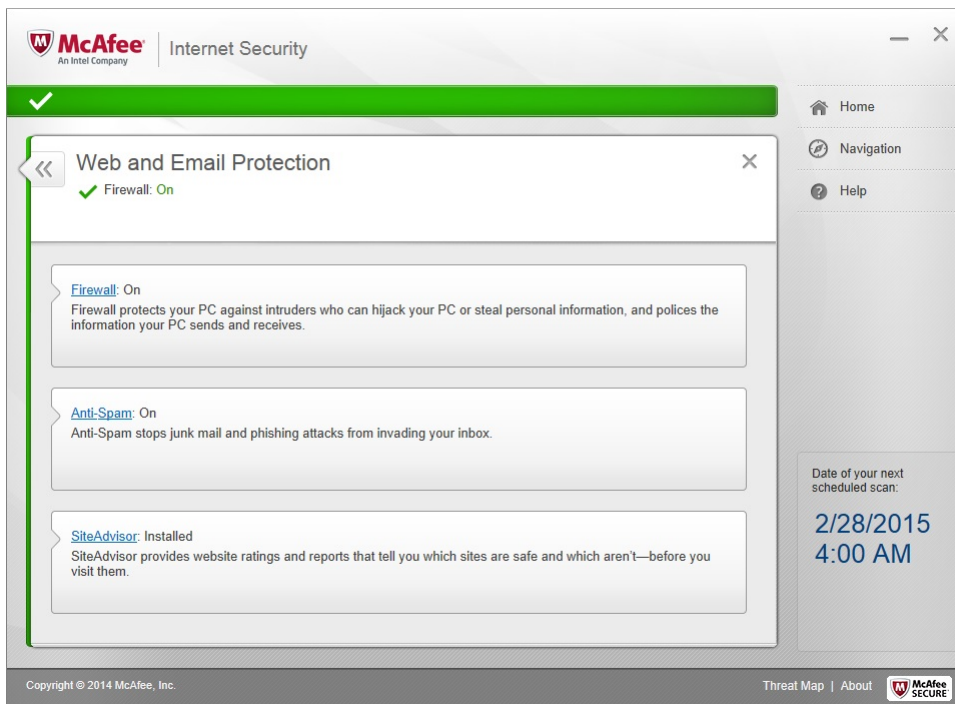 McAfee®
An Intel Company
Internet Security
Home
Navigation
Help
Web and Email Protection
Firewall: On
Firewall: On
Firewall protects your PC against intruders who can hijack your PC or steal personal information, and polices the
information your PC sends and receives.
Anti-Spam: On
Anti-Spam stops junk mail and phishing attacks from invading your inbox.
SiteAdvisor: Installed
SiteAdvisor provides website ratings and reports that tell you which sites are safe and which aren't—before you
visit them.
Date of your next
scheduled scan:
2/28/2015
4:00 AM
Copyright © 2014 McAfee, Inc.
Threat Map | About
McAfee
SECURE